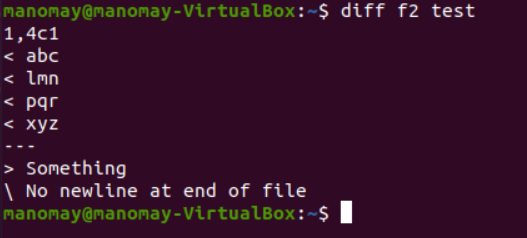 manomay@manomay-VirtualBox:~$ diff f2 test
1,4c1
< abc
< lmn
< pqr
< xyz
---
> Something
\ No newline at end of file
manomay@manomay-VirtualBox:~$